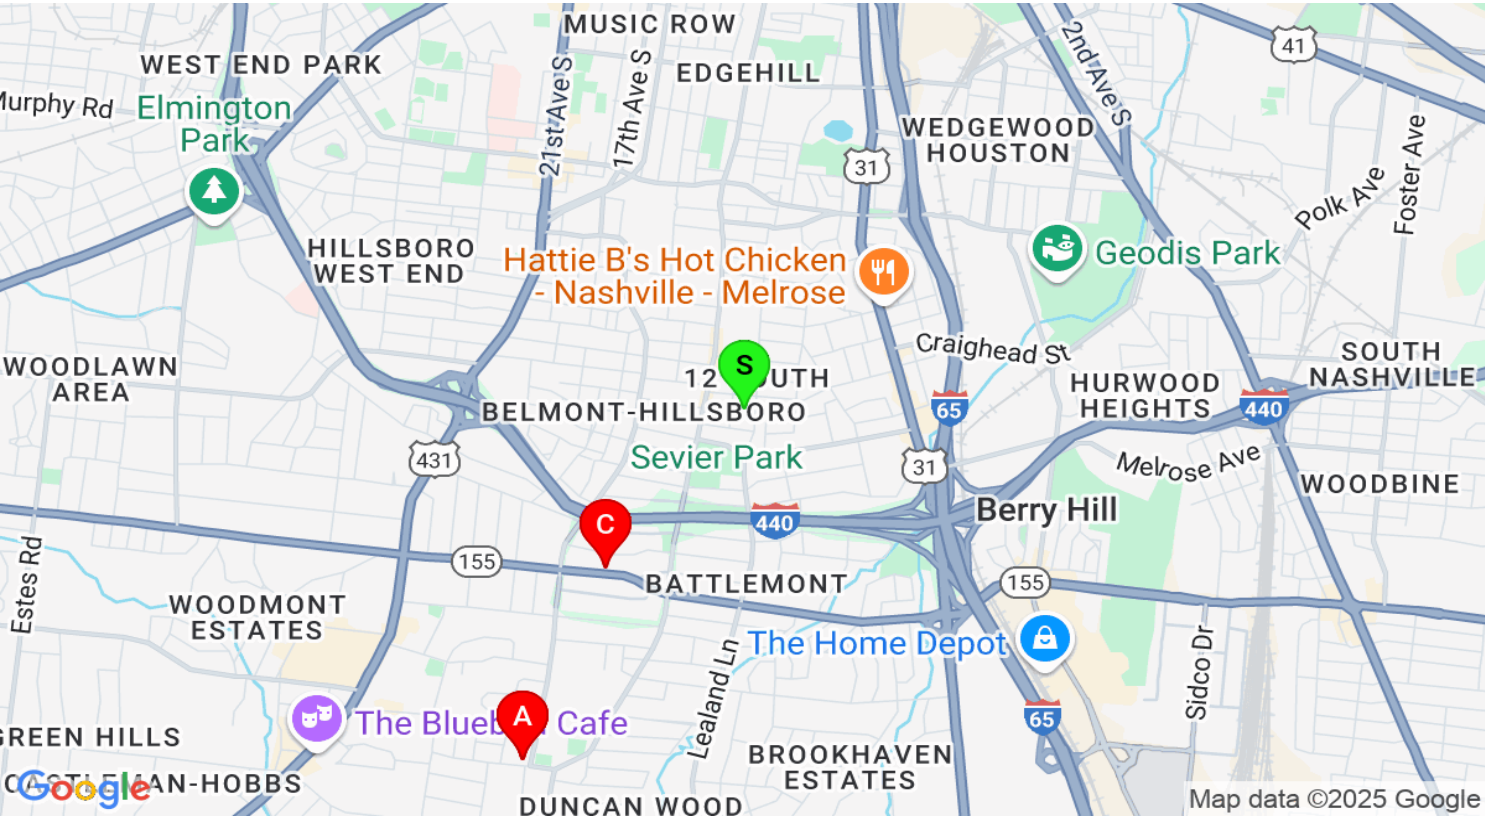 MUSIC ROW
41
2nd Ave S
WEST END PARK
17th Ave S
EDGEHILL
21st Ave S
Murphy Rd
Elmington
Park
WEDGEWOOD
HOUSTON
31
Foster Ave
Polk Ave
HILLSBORO
WEST END
Hattie B's Hot Chicken
- Nashville - Melrose
Geodis Park
Craighead St
WOODLAWN
AREA
S
SOUTH
NASHVILLE
12 SOUTH
HURWOOD
HEIGHTS
65
440
BELMONT-HILLSBORO
431
Sevier Park
31
Melrose Ave
WOODBINE
C
440
Berry Hill
Estes Rd
155
BATTLEMONT
155
WOODMONT
ESTATES
The Home Depot
Sidco Dr
Lealand Ln
A
The Bluebird Cafe
65
GREEN HILLS
BROOKHAVEN
ESTATES
CASTLEMAN-HOBBS
Google
DUNCAN WOOD
Map data ©2025 Google